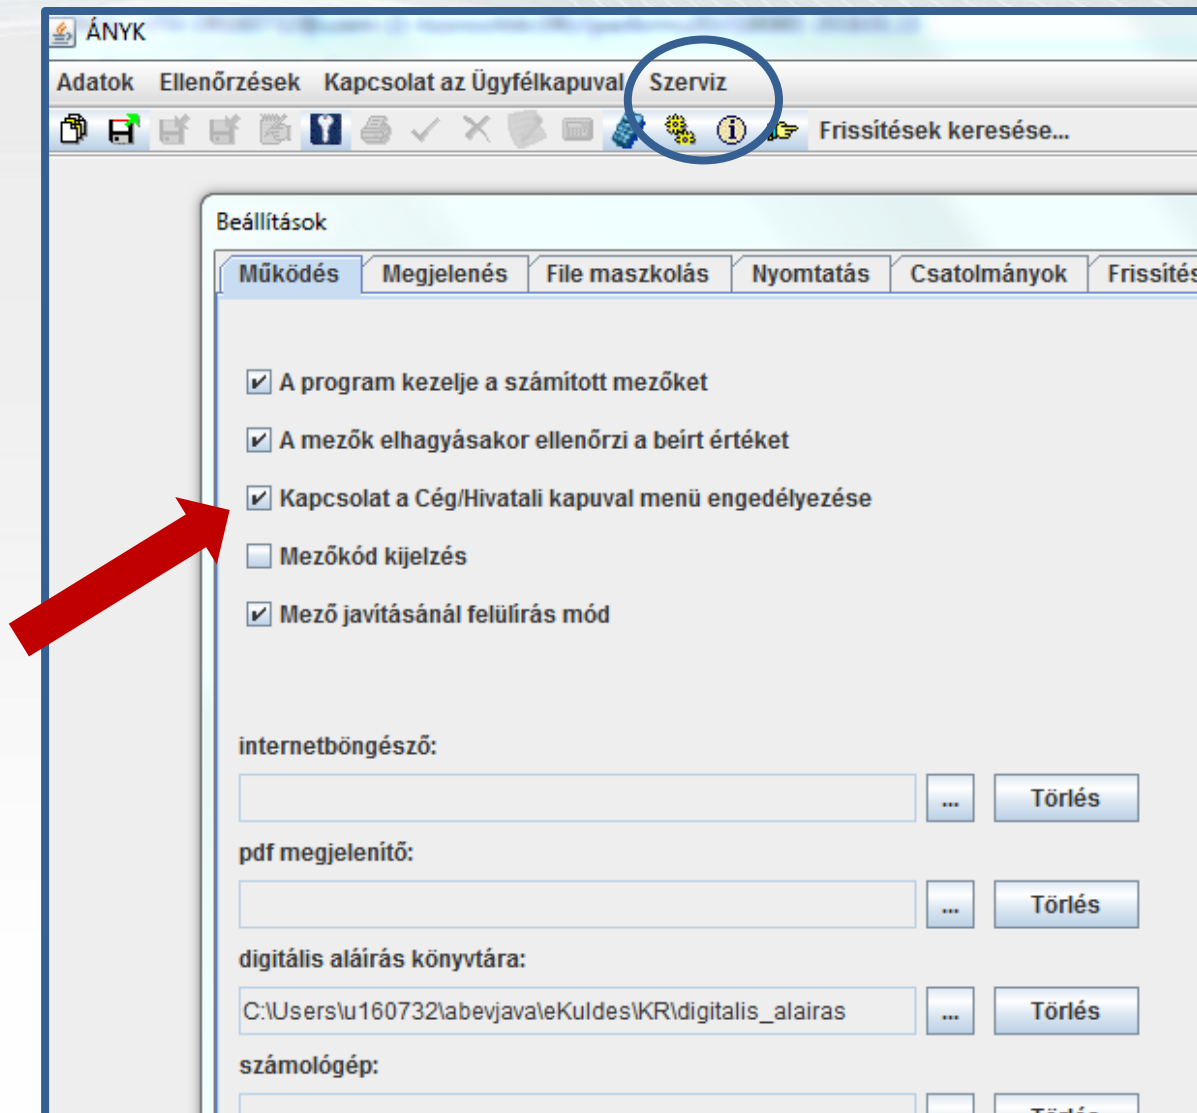 ÁNYK
Adatok Ellenőrzések Kapcsolat az Ügyfélkapuval Szerviz
Frissítések keresése...
Beállítások
Működés Megjelenés File maszkolás Nyomtatás Csatolmányok Frissítés
A program kezelje a számított mezőket
A mezők elhagyásakor ellenőrzi a beírt értéket
Kapcsolat a Cég/Hivatali kapuval menü engedélyezése
Mezőkód kijelzés
Mező javításánál felülírás mód
internetböngésző:
... Törlés
pdf megjelenítő:
... Törlés
digitális aláírás könyvtára:
C:\Users\u160732\abevjava\eKuldes\KR\digitalis_alairas ... Törlés
számológép:
Törlés